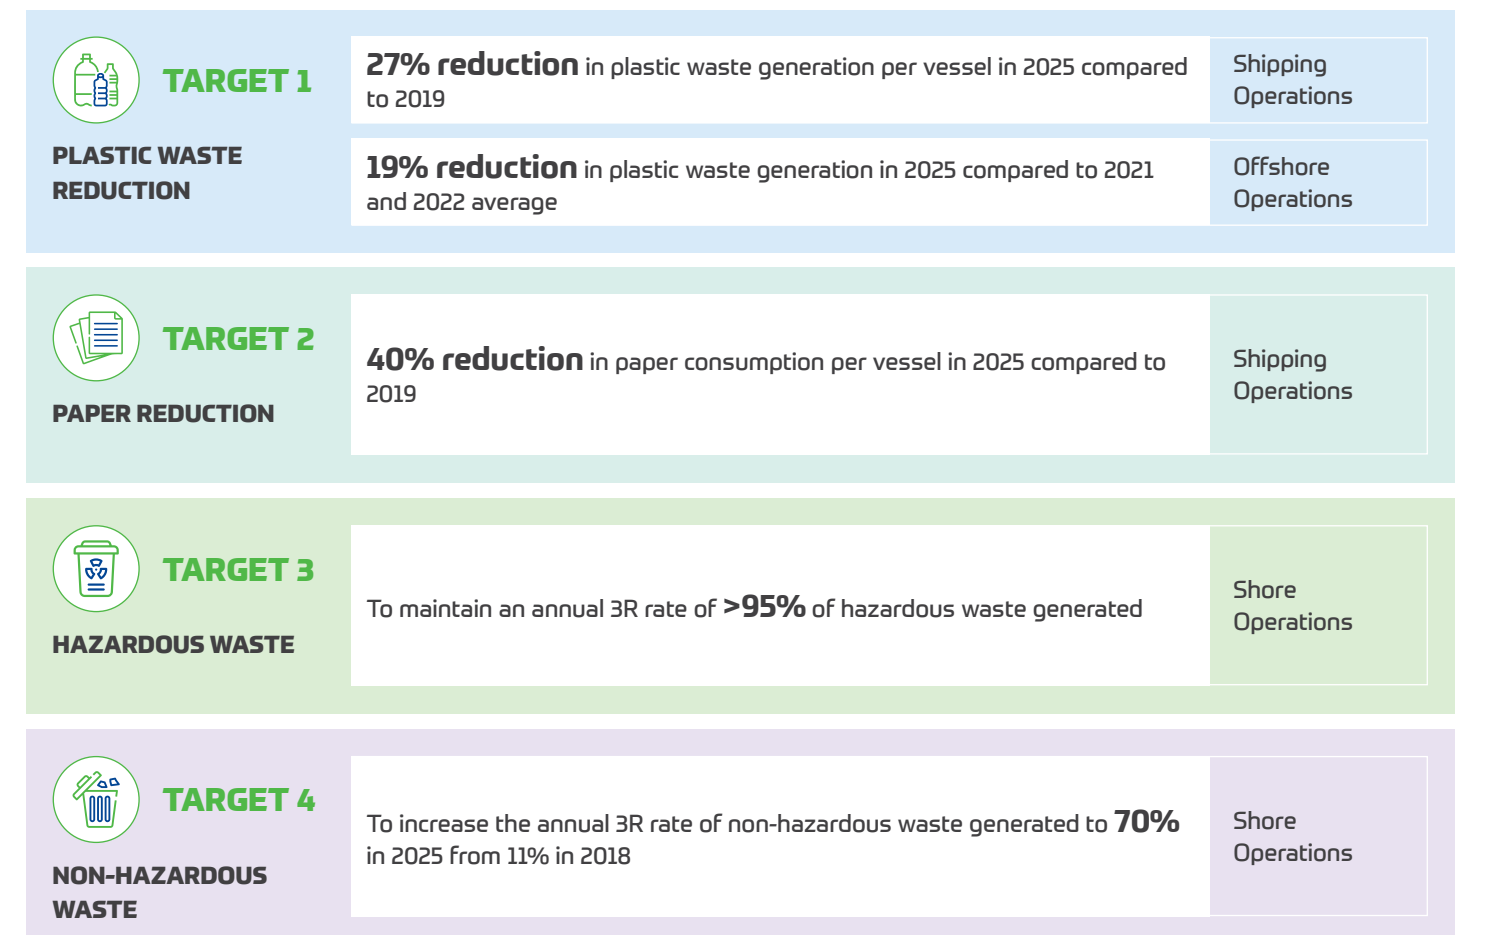 TARGET 1
PLASTIC WASTE
REDUCTION
27% reduction in plastic waste generation per vessel in 2025 compared
to 2019
Shipping
Operations
19% reduction in plastic waste generation in 2025 compared to 2021
and 2022 average
Offshore
Operations
TARGET 2
PAPER REDUCTION
40% reduction in paper consumption per vessel in 2025 compared to
2019
Shipping
Operations
TARGET 3
HAZARDOUS WASTE
To maintain an annual 3R rate of >95% of hazardous waste generated
Shore
Operations
TARGET 4
NON-HAZARDOUS
WASTE
To increase the annual 3R rate of non-hazardous waste generated to 70%
in 2025 from 11% in 2018
Shore
Operations